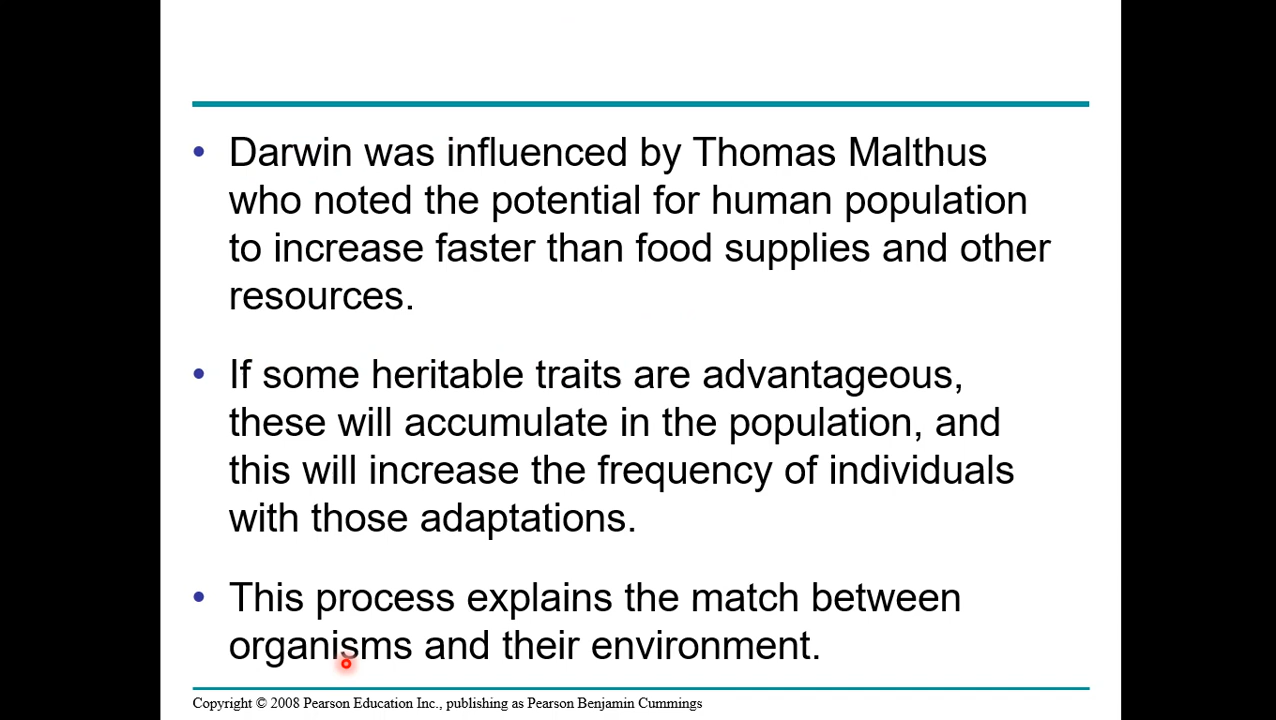 • Darwin was influenced by Thomas Malthus
who noted the potential for human population
to increase faster than food supplies and other
resources.
• If some heritable traits are advantageous,
these will accumulate in the population, and
this will increase the frequency of individuals
with those adaptations.
• This process explains the match between
organisms and their environment.
Copyright © 2008 Pearson Education Inc., publishing as Pearson Benjamin Cummings